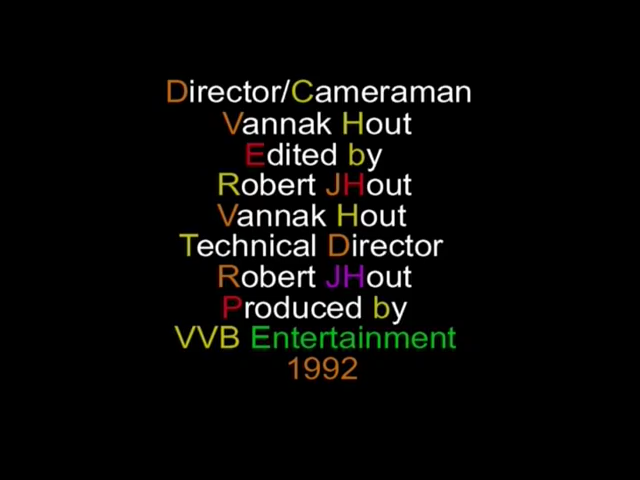 Director/Cameraman
Vannak Hout
Edited by
Robert JHout
Vannak Hout
Technical Director
Robert JHout
Produced by
VVB Entertainment
1992